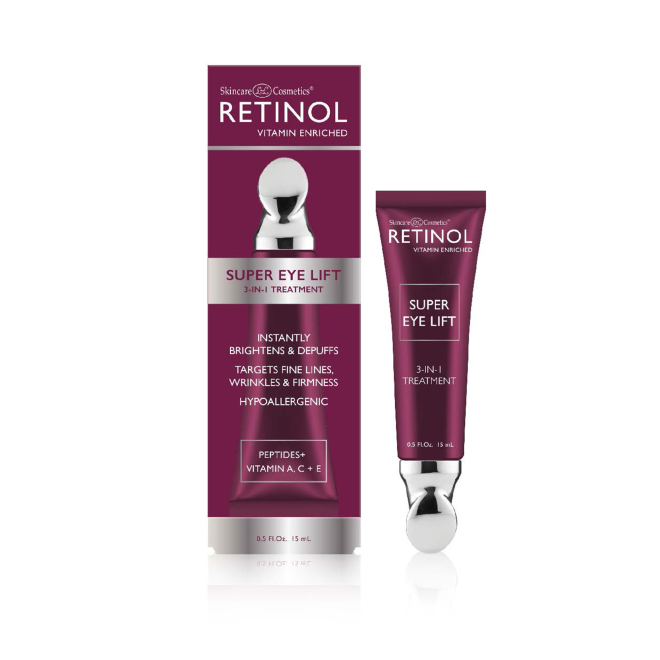 Skincare LdeC Cosmetics®
RETINOL
VITAMIN ENRICHED
SUPER EYE LIFT
3-IN-1 TREATMENT
INSTANTLY
BRIGHTENS & DEPUFFS
TARGETS FINE LINES,
WRINKLES & FIRMNESS
HYPOALLERGENIC
PEPTIDES+
VITAMIN A, C + E
0.5 Fl.Oz. 15 mL
Skincare LdeC Cosmetics®
RETINOL
VITAMIN ENRICHED
SUPER
EYE LIFT
3-IN-1
TREATMENT
0.5 Fl.Oz. 15 mL